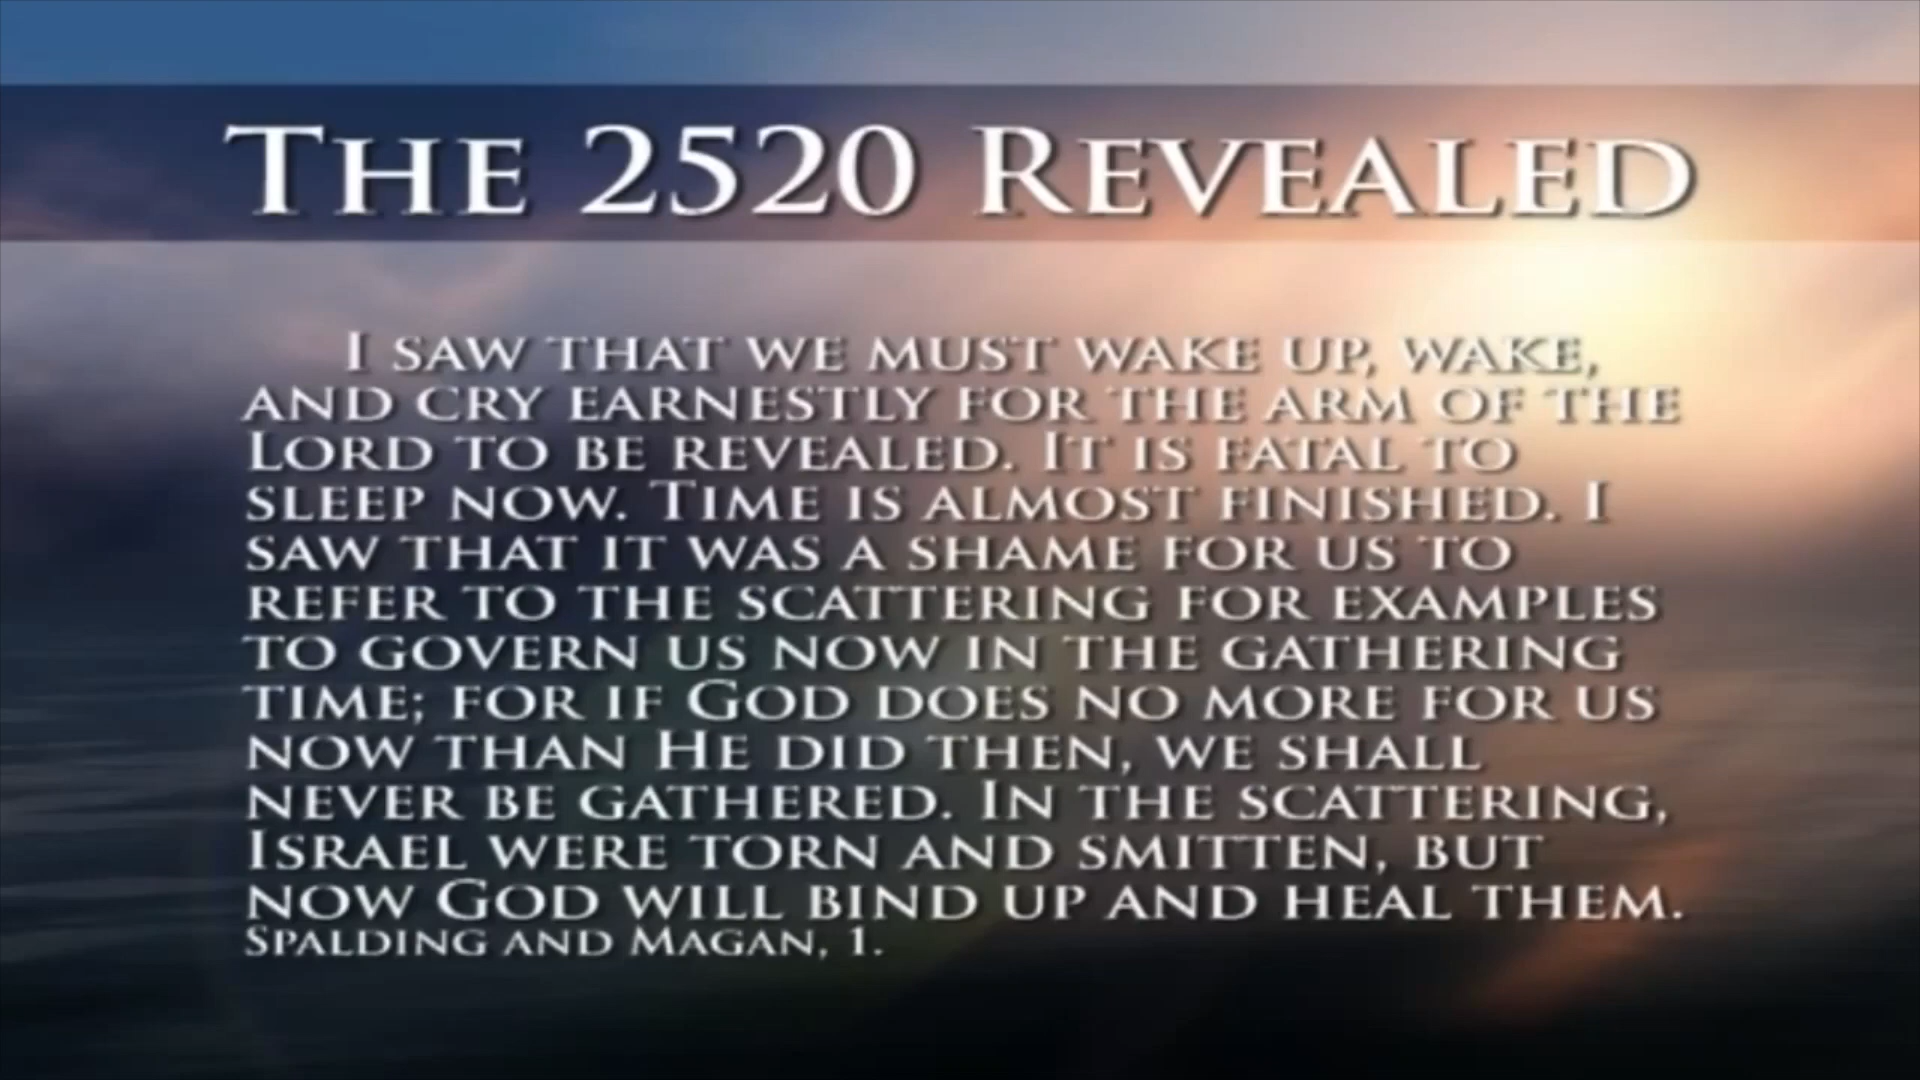 The 2520 Revealed
I saw that we must wake up, wake,
and cry earnestly for the arm of the
Lord to be revealed. It is fatal to
sleep now. Time is almost finished. I
saw that it was a shame for us to
refer to the scattering for examples
to govern us now in the gathering
time; for if God does no more for us
now than He did then, we shall
never be gathered. In the scattering,
Israel were torn and smitten, but
now God will bind up and heal them.
Spalding and Magan, 1.